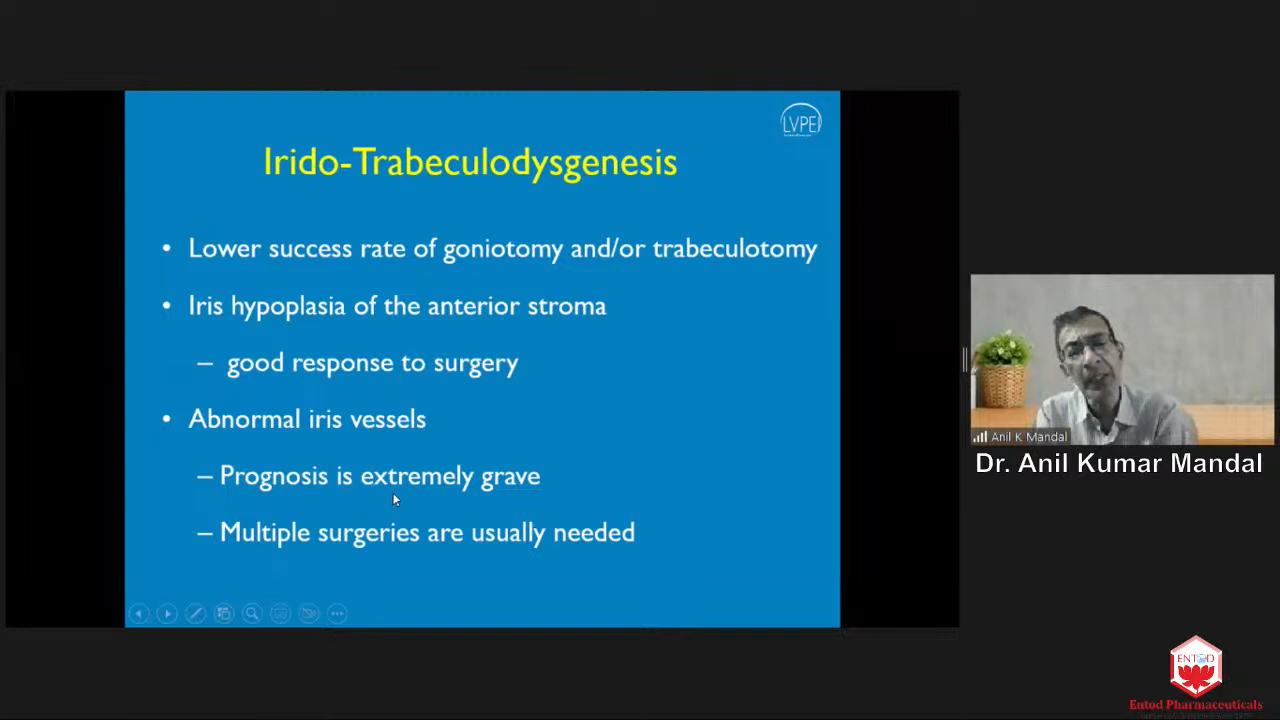 LVPEI
Irido-Trabeculodysgenesis
• Lower success rate of goniotomy and/or trabeculotomy
• Iris hypoplasia of the anterior stroma
– good response to surgery
• Abnormal iris vessels
– Prognosis is extremely grave
– Multiple surgeries are usually needed
Anil K Mandal
Dr. Anil Kumar Mandal
ENTOD
Entod Pharmaceuticals